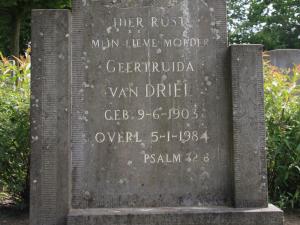 HIER RUST
MIJN LIEVE MOEDER
GEERTRUIDA
VAN DRIEL
GEB. 9-6-1903
OVERL. 5-1-1984
PSALM 42:8